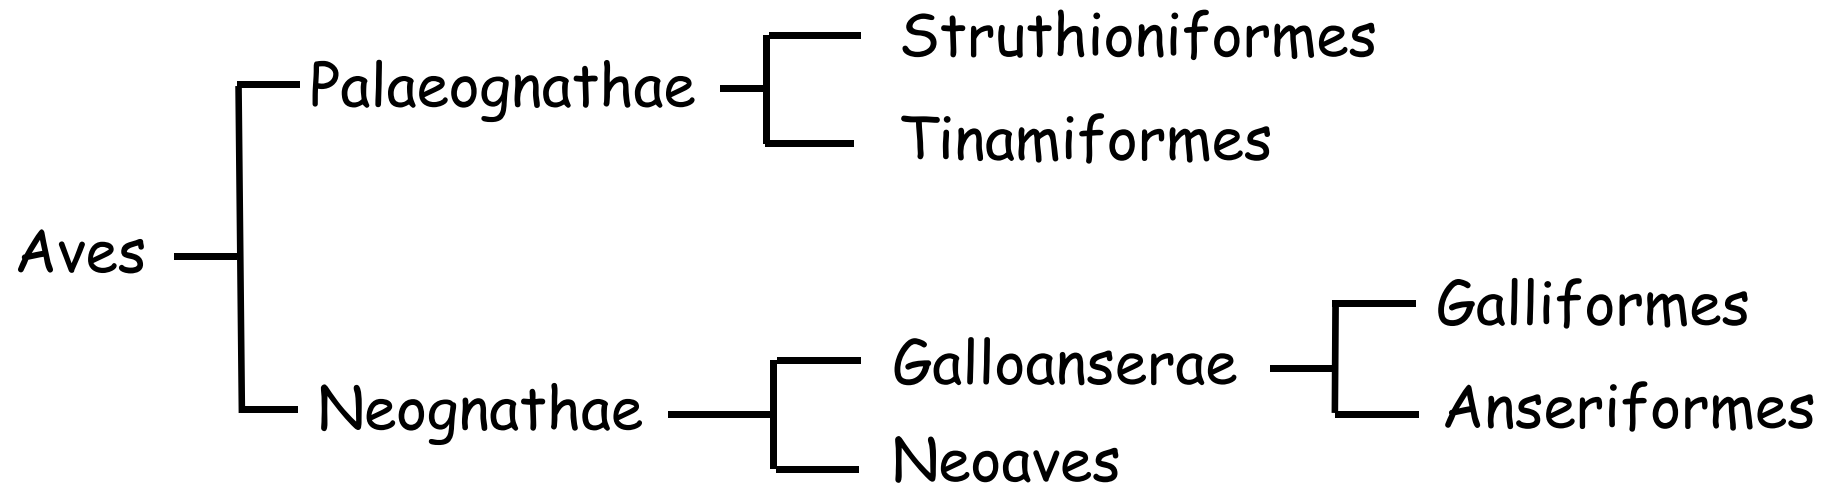 Struthioniformes
Palaeognathae
Tinamiformes
Aves
Galliformes
Galloanserae
Anseriformes
Neognathae
Neoaves